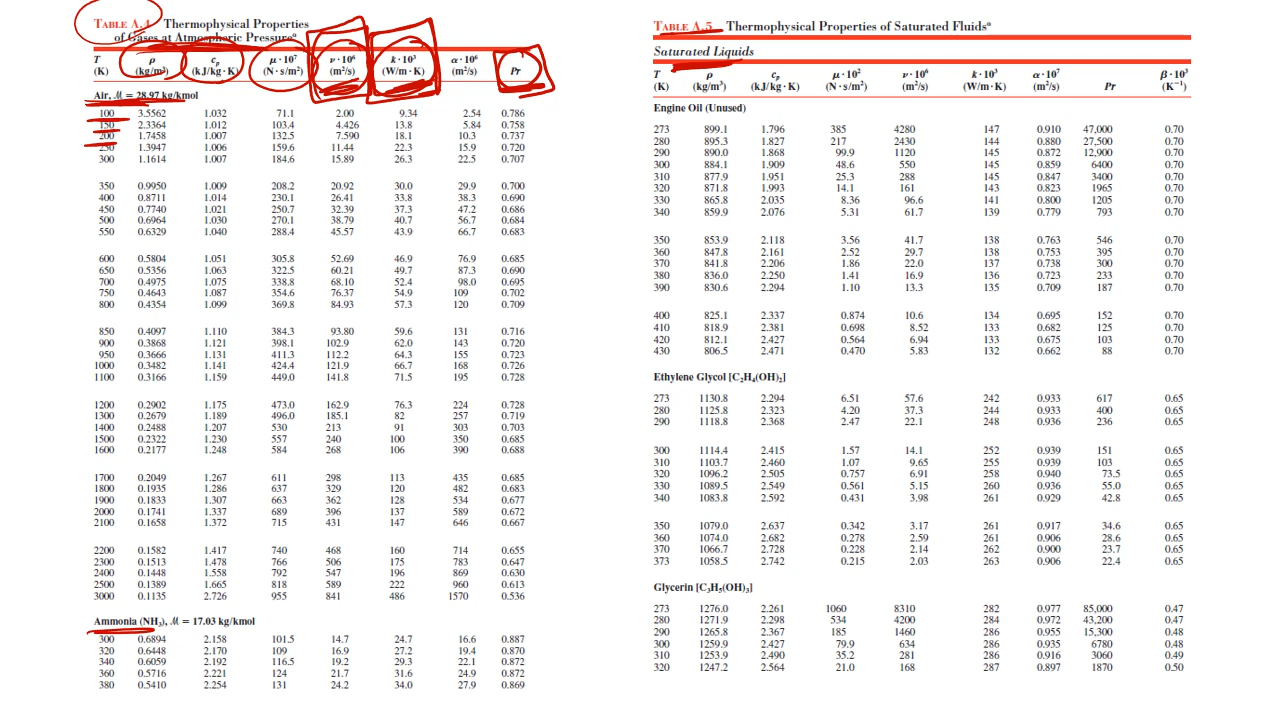 TABLE A.4 Thermophysical Properties
of Gases at Atmospheric Pressureᵃ
T ρ cₚ μ · 10⁷ ν · 10⁶ k · 10³ α · 10⁶
(K) (kg/m³) (kJ/kg · K) (N · s/m²) (m²/s) (W/m · K) (m²/s) Pr
Air, ℳ = 28.97 kg/kmol
100 3.5562 1.032 71.1 2.00 9.34 2.54 0.786
150 2.3364 1.012 103.4 4.426 13.8 5.84 0.758
200 1.7458 1.007 132.5 7.590 18.1 10.3 0.737
250 1.3947 1.006 159.6 11.44 22.3 15.9 0.720
300 1.1614 1.007 184.6 15.89 26.3 22.5 0.707
350 0.9950 1.009 208.2 20.92 30.0 29.9 0.700
400 0.8711 1.014 230.1 26.41 33.8 38.3 0.690
450 0.7740 1.021 250.7 32.39 37.3 47.2 0.686
500 0.6964 1.030 270.1 38.79 40.7 56.7 0.684
550 0.6329 1.040 288.4 45.57 43.9 66.7 0.683
600 0.5804 1.051 305.8 52.69 46.9 76.9 0.685
650 0.5356 1.063 322.5 60.21 49.7 87.3 0.690
700 0.4975 1.075 338.8 68.10 52.4 98.0 0.695
750 0.4643 1.087 354.6 76.37 54.9 109 0.702
800 0.4354 1.099 369.8 84.93 57.3 120 0.709
850 0.4097 1.110 384.3 93.80 59.6 131 0.716
900 0.3868 1.121 398.1 102.9 62.0 143 0.720
950 0.3666 1.131 411.3 112.2 64.3 155 0.723
1000 0.3482 1.141 424.4 121.9 66.7 168 0.726
1100 0.3166 1.159 449.0 141.8 71.5 195 0.728
1200 0.2902 1.175 473.0 162.9 76.3 224 0.728
1300 0.2679 1.189 496.0 185.1 82 257 0.719
1400 0.2488 1.207 530 213 91 303 0.703
1500 0.2322 1.230 557 240 100 350 0.685
1600 0.2177 1.248 584 268 106 390 0.688
1700 0.2049 1.267 611 298 113 435 0.685
1800 0.1935 1.286 637 329 120 482 0.683
1900 0.1833 1.307 663 362 128 534 0.677
2000 0.1741 1.337 689 396 137 589 0.672
2100 0.1658 1.372 715 431 147 646 0.667
2200 0.1582 1.417 740 468 160 714 0.655
2300 0.1513 1.478 766 506 175 783 0.647
2400 0.1448 1.558 792 547 196 869 0.630
2500 0.1389 1.665 818 589 222 960 0.613
3000 0.1135 2.726 955 841 486 1570 0.536
Ammonia (NH₃), ℳ = 17.03 kg/kmol
300 0.6894 2.158 101.5 14.7 24.7 16.6 0.887
320 0.6448 2.170 109 16.9 27.2 19.4 0.870
340 0.6059 2.192 116.5 19.2 29.3 22.1 0.872
360 0.5716 2.221 124 21.7 31.6 24.9 0.872
380 0.5410 2.254 131 24.2 34.0 27.9 0.869
TABLE A.5 Thermophysical Properties of Saturated Fluidsᵃ
Saturated Liquids
T ρ cₚ μ · 10² ν · 10⁶ k · 10³ α · 10⁷ β · 10³
(K) (kg/m³) (kJ/kg · K) (N · s/m²) (m²/s) (W/m · K) (m²/s) Pr (K⁻¹)
Engine Oil (Unused)
273 899.1 1.796 385 4280 147 0.910 47,000 0.70
280 895.3 1.827 217 2430 144 0.880 27,500 0.70
290 890.0 1.868 99.9 1120 145 0.872 12,900 0.70
300 884.1 1.909 48.6 550 145 0.859 6400 0.70
310 877.9 1.951 25.3 288 145 0.847 3400 0.70
320 871.8 1.993 14.1 161 143 0.823 1965 0.70
330 865.8 2.035 8.36 96.6 141 0.800 1205 0.70
340 859.9 2.076 5.31 61.7 139 0.779 793 0.70
350 853.9 2.118 3.56 41.7 138 0.763 546 0.70
360 847.8 2.161 2.52 29.7 138 0.753 395 0.70
370 841.8 2.206 1.86 22.0 137 0.738 300 0.70
380 836.0 2.250 1.41 16.9 136 0.723 233 0.70
390 830.6 2.294 1.10 13.3 135 0.709 187 0.70
400 825.1 2.337 0.874 10.6 134 0.695 152 0.70
410 818.9 2.381 0.698 8.52 133 0.682 125 0.70
420 812.1 2.427 0.564 6.94 133 0.675 103 0.70
430 806.5 2.471 0.470 5.83 132 0.662 88 0.70
Ethylene Glycol [C₂H₄(OH)₂]
273 1130.8 2.294 6.51 57.6 242 0.933 617 0.65
280 1125.8 2.323 4.20 37.3 244 0.933 400 0.65
290 1118.8 2.368 2.47 22.1 248 0.936 236 0.65
300 1114.4 2.415 1.57 14.1 252 0.939 151 0.65
310 1103.7 2.460 1.07 9.65 255 0.939 103 0.65
320 1096.2 2.505 0.757 6.91 258 0.940 73.5 0.65
330 1089.5 2.549 0.561 5.15 260 0.936 55.0 0.65
340 1083.8 2.592 0.431 3.98 261 0.929 42.8 0.65
350 1079.0 2.637 0.342 3.17 261 0.917 34.6 0.65
360 1074.0 2.682 0.278 2.59 261 0.906 28.6 0.65
370 1066.7 2.728 0.228 2.14 262 0.900 23.7 0.65
373 1058.5 2.742 0.215 2.03 263 0.906 22.4 0.65
Glycerin [C₃H₅(OH)₃]
273 1276.0 2.261 1060 8310 282 0.977 85,000 0.47
280 1271.9 2.298 534 4200 284 0.972 43,200 0.47
290 1265.8 2.367 185 1460 286 0.955 15,300 0.48
300 1259.9 2.427 79.9 634 286 0.935 6780 0.48
310 1253.9 2.490 35.2 281 286 0.916 3060 0.49
320 1247.2 2.564 21.0 168 287 0.897 1870 0.50